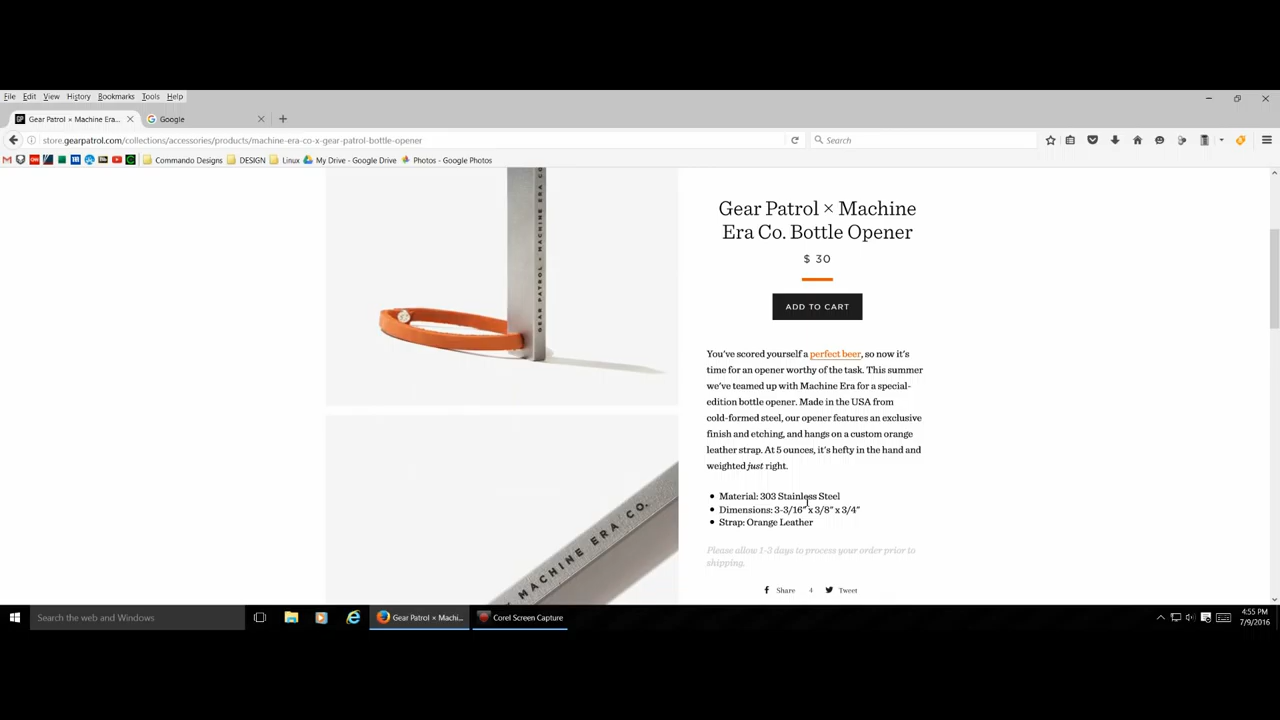 File Edit View History Bookmarks Tools Help
Gear Patrol × Machine Era... Google
store.gearpatrol.com/collections/accessories/products/machine-era-co-x-gear-patrol-bottle-opener
Search
Commando Designs DESIGN Linux My Drive - Google Drive Photos - Google Photos
GEAR PATROL + MACHINE ERA CO
MACHINE ERA CO.
Gear Patrol × Machine
Era Co. Bottle Opener
$ 30
ADD TO CART
You've scored yourself a perfect beer, so now it's
time for an opener worthy of the task. This summer
we've teamed up with Machine Era for a special-
edition bottle opener. Made in the USA from
cold-formed steel, our opener features an exclusive
finish and etching, and hangs on a custom orange
leather strap. At 5 ounces, it's hefty in the hand and
weighted just right.
• Material: 303 Stainless Steel
• Dimensions: 3-3/16" x 3/8" x 3/4"
• Strap: Orange Leather
Please allow 1-3 days to process your order prior to
shipping.
Share 4 Tweet
Search the web and Windows
Gear Patrol × Machi... Corel Screen Capture
4:55 PM
7/9/2016